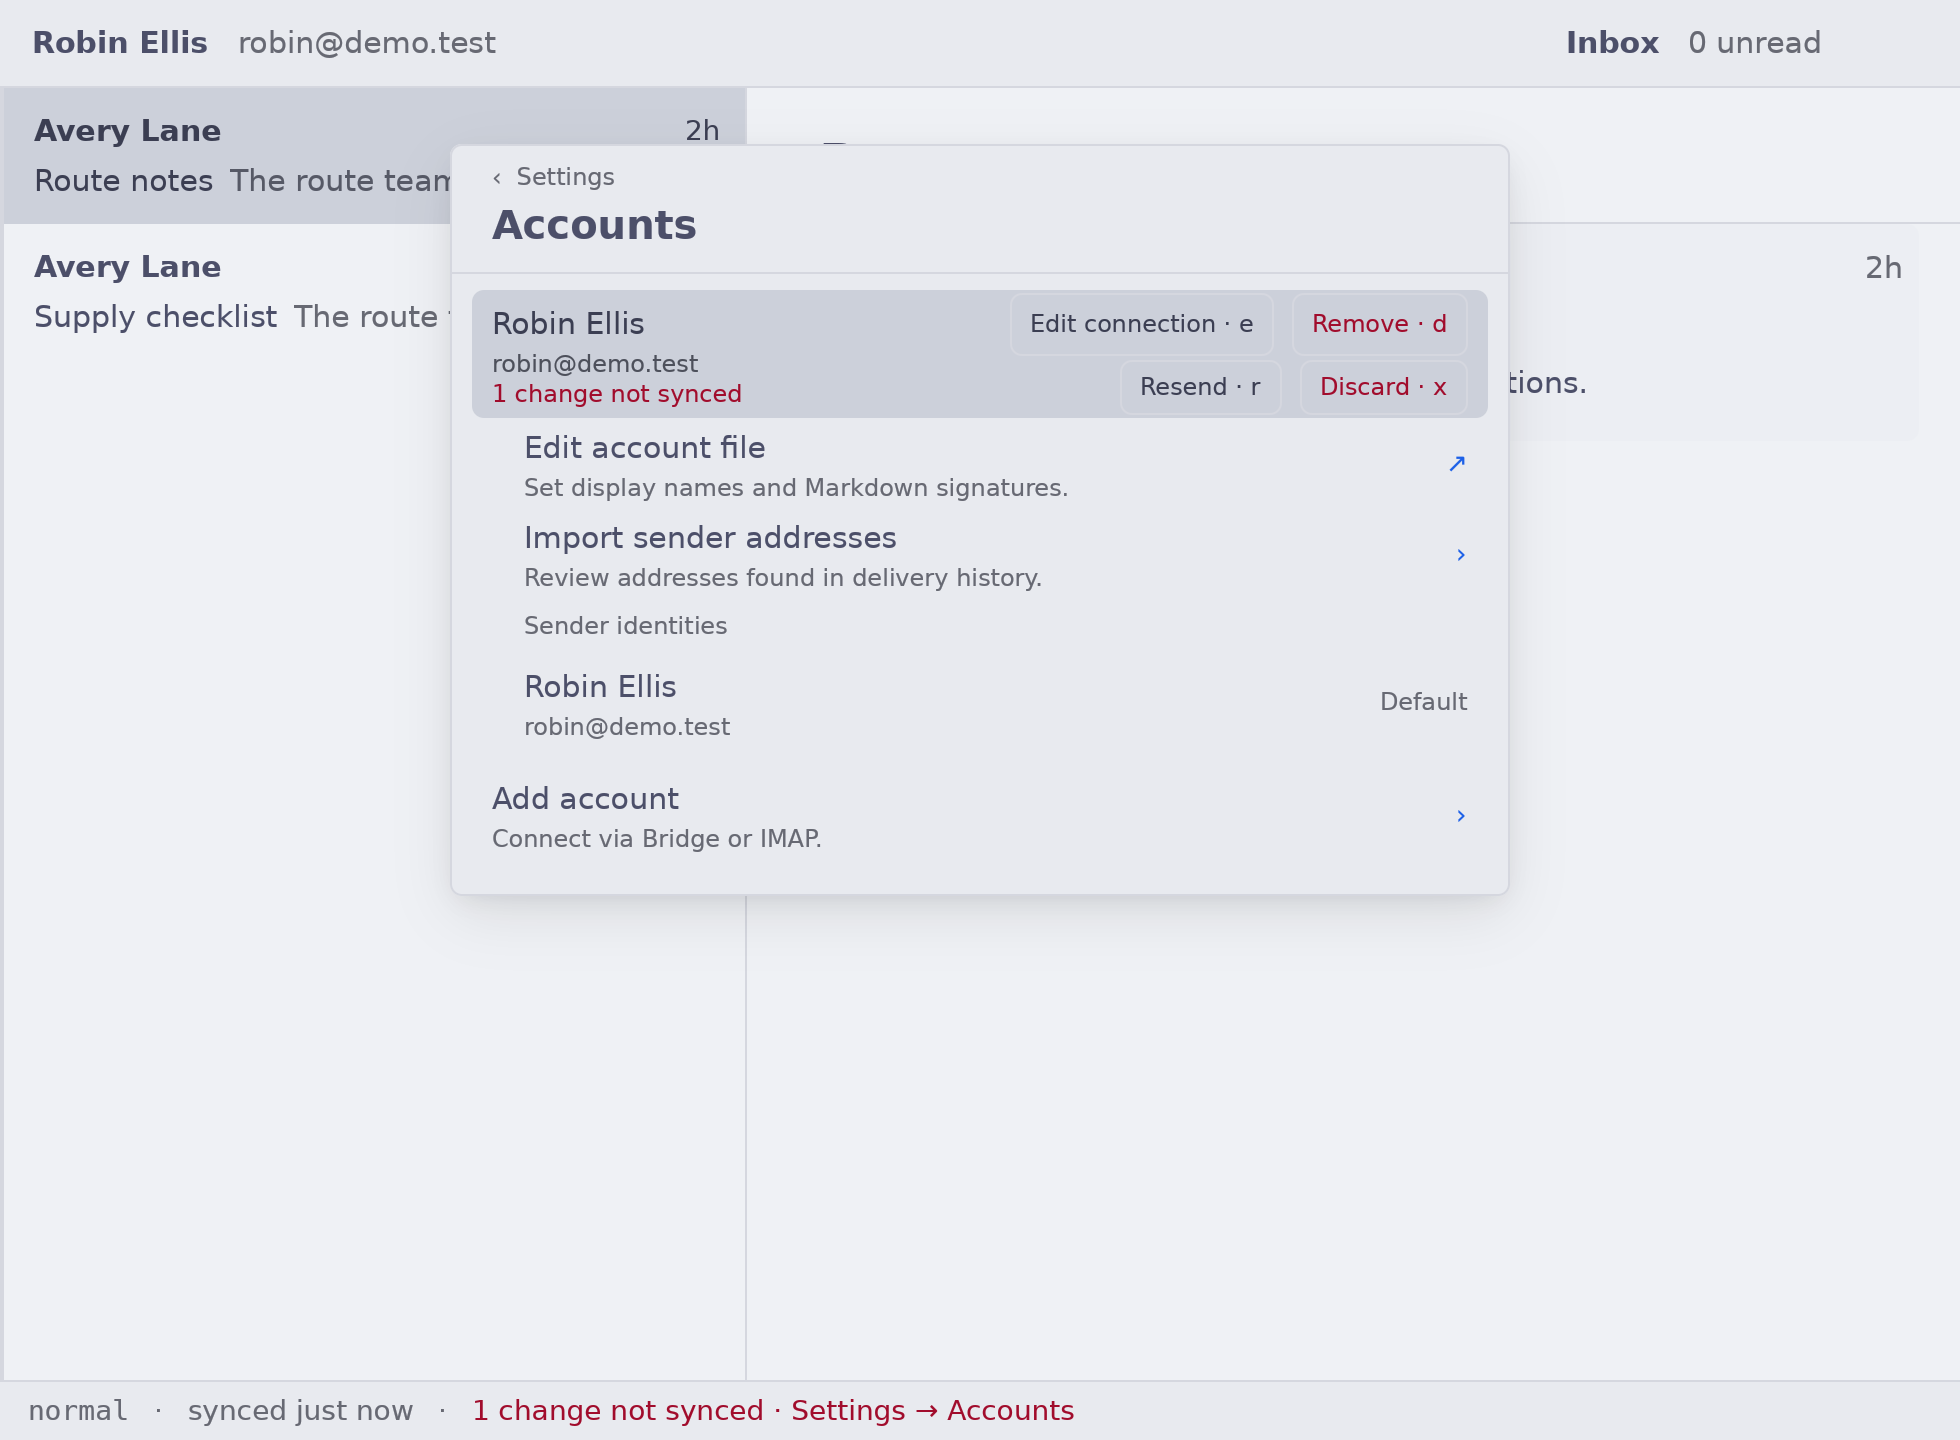 Robin Ellis robin@demo.test
Inbox 0 unread
Avery Lane 2h
Route notes The route team
Avery Lane
Supply checklist The route
‹ Settings
Accounts
Robin Ellis
robin@demo.test
1 change not synced
Edit connection · e
Remove · d
Resend · r
Discard · x
Edit account file ↗
Set display names and Markdown signatures.
Import sender addresses ›
Review addresses found in delivery history.
Sender identities
Robin Ellis
robin@demo.test
Default
Add account ›
Connect via Bridge or IMAP.
2h
tions.
normal · synced just now · 1 change not synced · Settings → Accounts